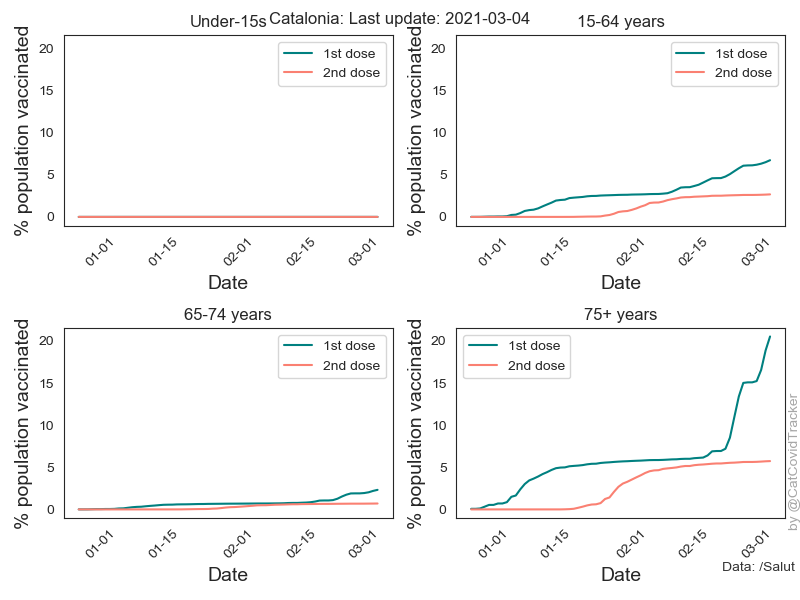 Catalonia: Last update: 2021-03-04
Under-15s
% population vaccinated
20
15
10
5
0
1st dose
2nd dose
01-01
01-15
02-01
02-15
03-01
Date
15-64 years
% population vaccinated
20
15
10
5
0
1st dose
2nd dose
01-01
01-15
02-01
02-15
03-01
Date
65-74 years
% population vaccinated
20
15
10
5
0
1st dose
2nd dose
01-01
01-15
02-01
02-15
03-01
Date
75+ years
% population vaccinated
20
15
10
5
0
1st dose
2nd dose
01-01
01-15
02-01
02-15
03-01
Date
by @CatCovidTracker
Data: /Salut